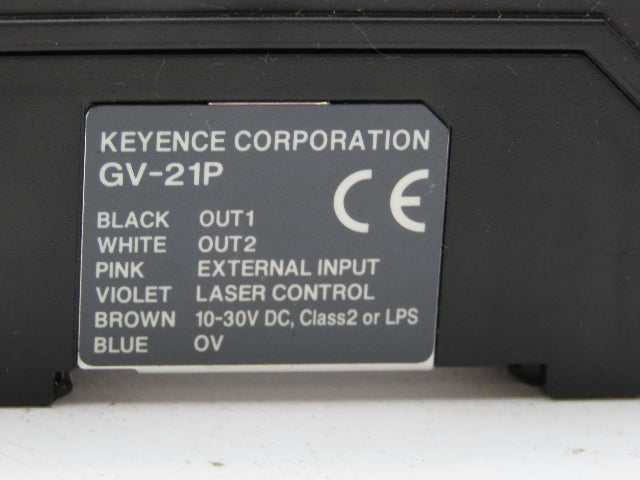 KEYENCE CORPORATION
GV-21P
CE
BLACK OUT1
WHITE OUT2
PINK EXTERNAL INPUT
VIOLET LASER CONTROL
BROWN 10-30V DC, Class2 or LPS
BLUE 0V